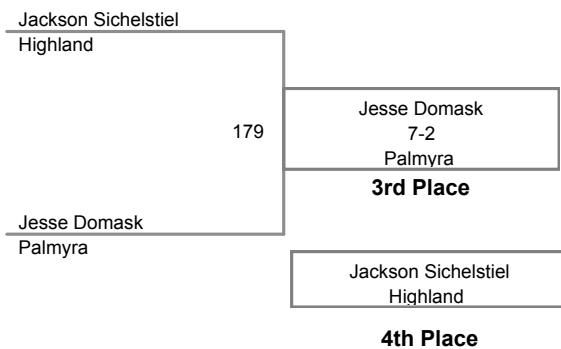 Jackson Sichelstiel
Highland
179
Jesse Domask
7-2
Palmyra
3rd Place
Jesse Domask
Palmyra
Jackson Sichelstiel
Highland
4th Place